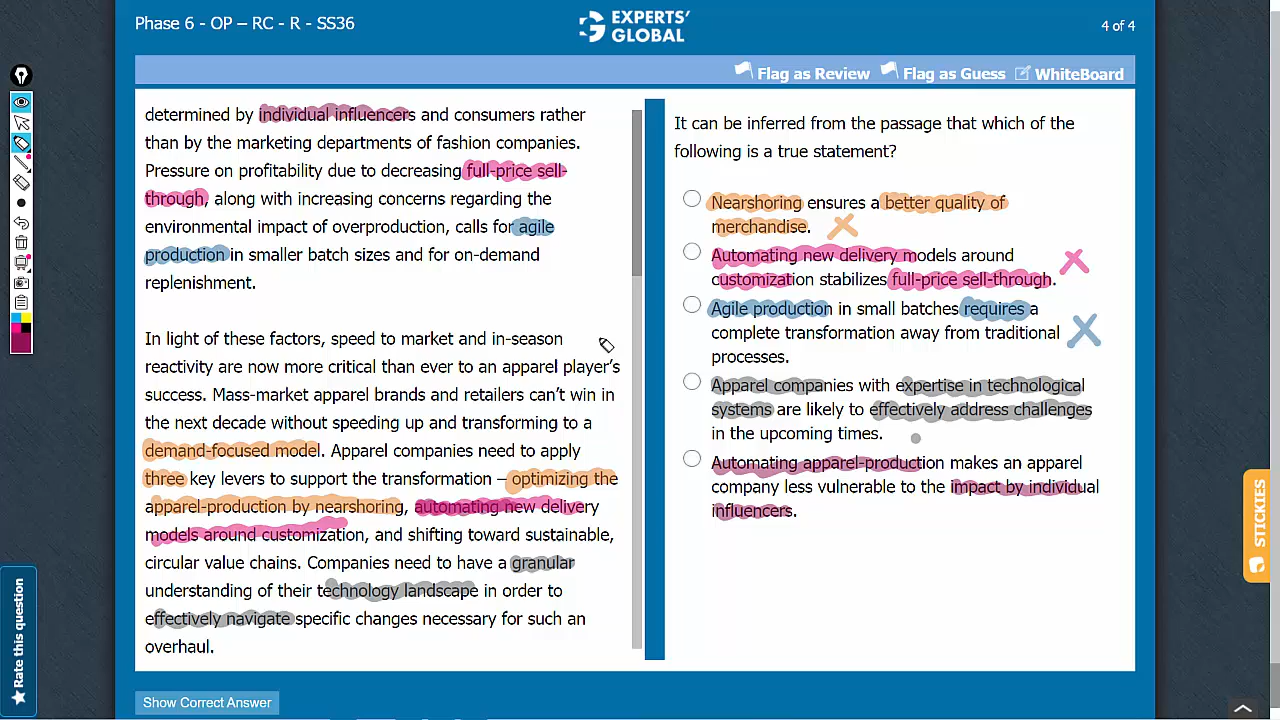 Phase 6 - OP – RC - R - SS36
EXPERTS'
GLOBAL
4 of 4
Flag as Review
Flag as Guess
WhiteBoard
determined by individual influencers and consumers rather
than by the marketing departments of fashion companies.
Pressure on profitability due to decreasing full-price sell-
through, along with increasing concerns regarding the
environmental impact of overproduction, calls for agile
production in smaller batch sizes and for on-demand
replenishment.
In light of these factors, speed to market and in-season
reactivity are now more critical than ever to an apparel player's
success. Mass-market apparel brands and retailers can't win in
the next decade without speeding up and transforming to a
demand-focused model. Apparel companies need to apply
three key levers to support the transformation – optimizing the
apparel-production by nearshoring, automating new delivery
models around customization, and shifting toward sustainable,
circular value chains. Companies need to have a granular
understanding of their technology landscape in order to
effectively navigate specific changes necessary for such an
overhaul.
It can be inferred from the passage that which of the
following is a true statement?
Nearshoring ensures a better quality of
merchandise.
Automating new delivery models around
customization stabilizes full-price sell-through.
Agile production in small batches requires a
complete transformation away from traditional
processes.
Apparel companies with expertise in technological
systems are likely to effectively address challenges
in the upcoming times.
Automating apparel-production makes an apparel
company less vulnerable to the impact by individual
influencers.
STICKIES
Rate this question
Show Correct Answer